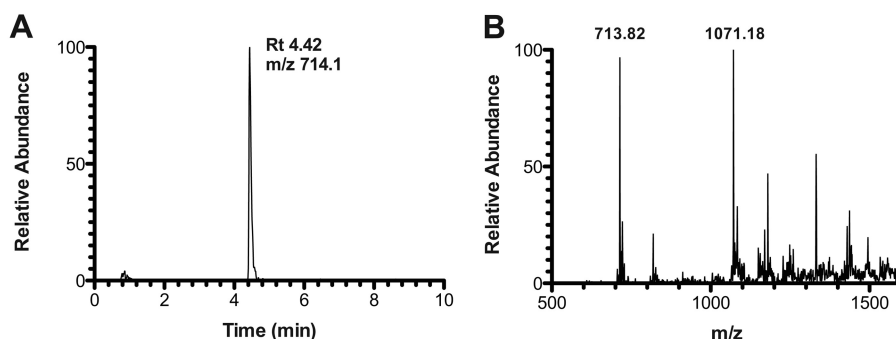 A
Rt 4.42
m/z 714.1
100
50
0
Relative Abundance
0 2 4 6 8 10
Time (min)
B
713.82 1071.18
100
50
0
Relative Abundance
500 1000 1500
m/z